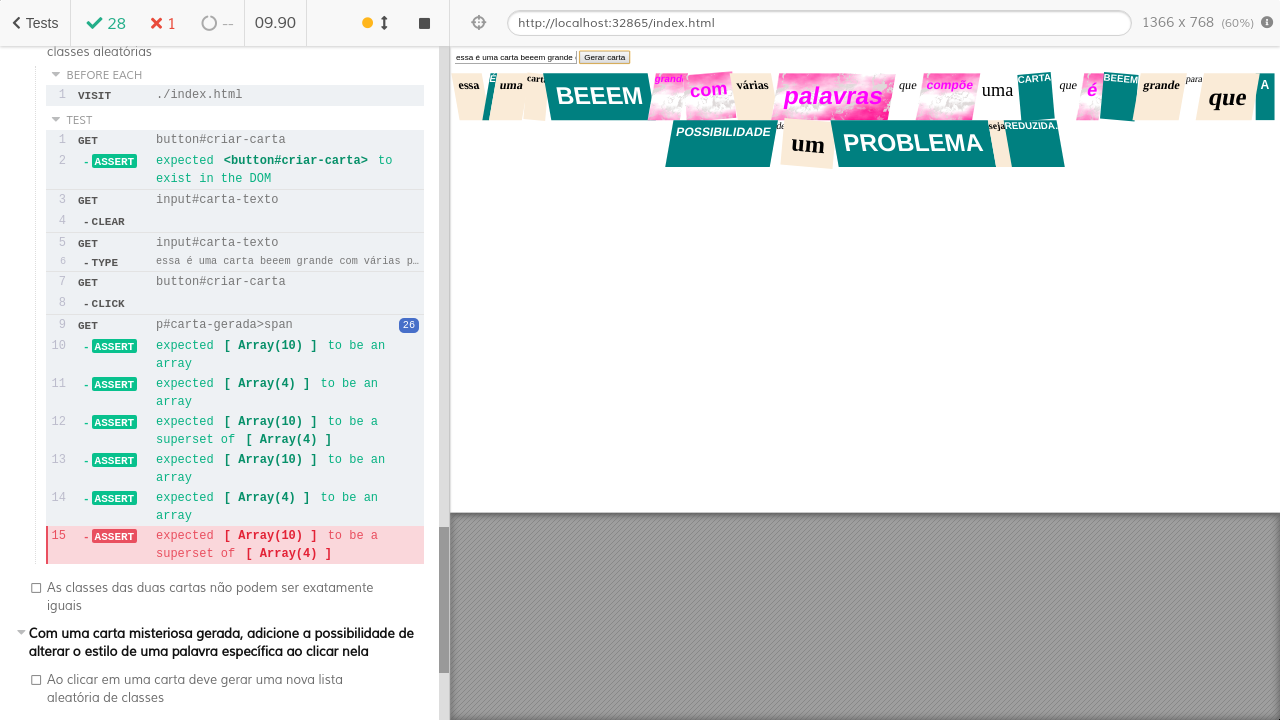 Tests
28
1
--
09.90
http://localhost:32865/index.html
1366 x 768 (60%)
classes aleatórias
BEFORE EACH
1 VISIT ./index.html
TEST
1 GET button#criar-carta
2 - ASSERT expected <button#criar-carta> to
exist in the DOM
3 GET input#carta-texto
4 - CLEAR
5 GET input#carta-texto
6 - TYPE essa é uma carta beeem grande com várias p…
7 GET button#criar-carta
8 - CLICK
9 GET p#carta-gerada>span 26
10 - ASSERT expected [ Array(10) ] to be an
array
11 - ASSERT expected [ Array(4) ] to be an
array
12 - ASSERT expected [ Array(10) ] to be a
superset of [ Array(4) ]
13 - ASSERT expected [ Array(10) ] to be an
array
14 - ASSERT expected [ Array(4) ] to be an
array
15 - ASSERT expected [ Array(10) ] to be a
superset of [ Array(4) ]
As classes das duas cartas não podem ser exatamente
iguais
Com uma carta misteriosa gerada, adicione a possibilidade de
alterar o estilo de uma palavra específica ao clicar nela
Ao clicar em uma carta deve gerar uma nova lista
aleatória de classes
essa é uma carta beeem grande Gerar carta
essa É uma carta BEEEM grande com várias palavras que compõe uma CARTA que é BEEEM grande para que A
POSSIBILIDADE de um PROBLEMA seja REDUZIDA.